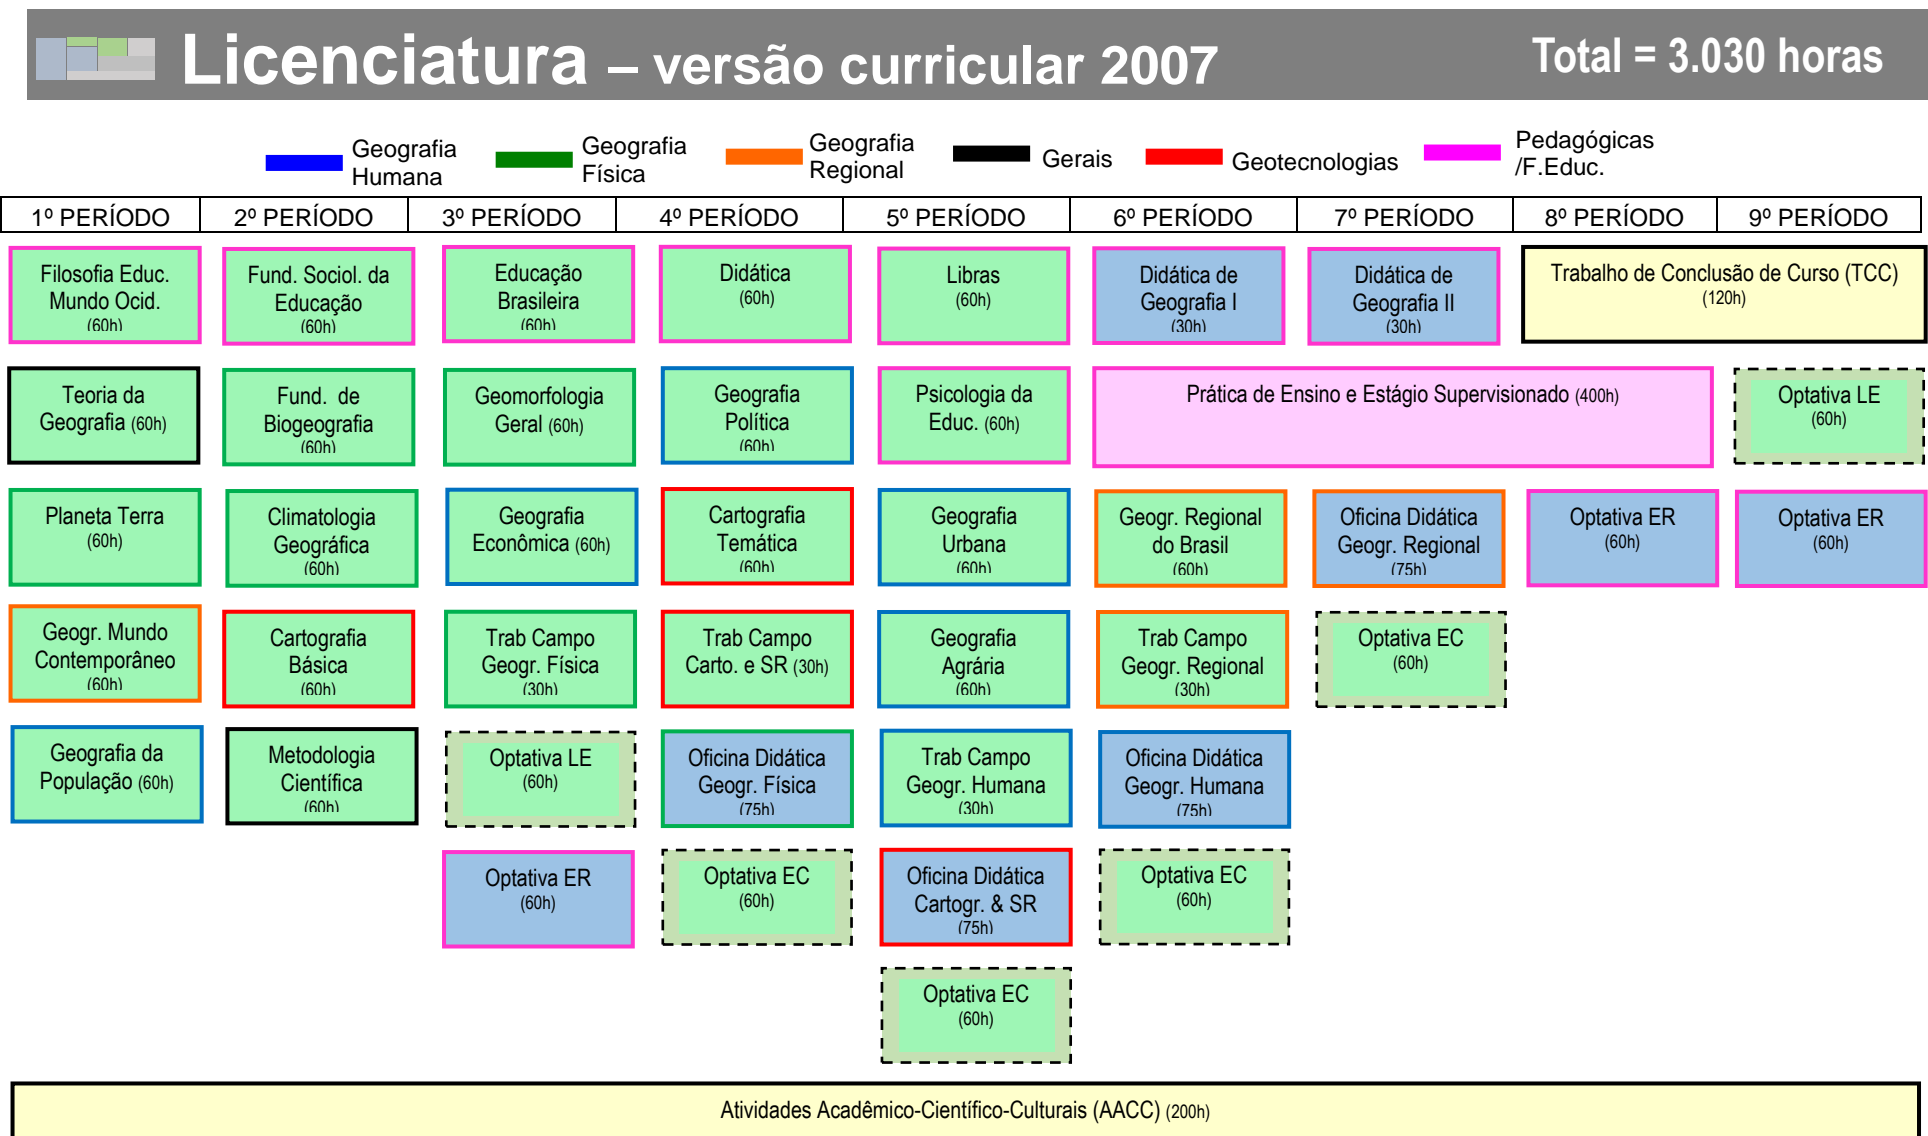 Licenciatura – versão curricular 2007
Total = 3.030 horas
Geografia
Humana
Geografia
Física
Geografia
Regional
Gerais
Geotecnologias
Pedagógicas
/F.Educ.
1º PERÍODO
2º PERÍODO
3º PERÍODO
4º PERÍODO
5º PERÍODO
6º PERÍODO
7º PERÍODO
8º PERÍODO
9º PERÍODO
Filosofia Educ.
Mundo Ocid.
(60h)
Fund. Sociol. da
Educação
(60h)
Educação
Brasileira
(60h)
Didática
(60h)
Libras
(60h)
Didática de
Geografia I
(30h)
Didática de
Geografia II
(30h)
Trabalho de Conclusão de Curso (TCC)
(120h)
Teoria da
Geografia (60h)
Fund. de
Biogeografia
(60h)
Geomorfologia
Geral (60h)
Geografia
Política
(60h)
Psicologia da
Educ. (60h)
Prática de Ensino e Estágio Supervisionado (400h)
Optativa LE
(60h)
Planeta Terra
(60h)
Climatologia
Geográfica
(60h)
Geografia
Econômica (60h)
Cartografia
Temática
(60h)
Geografia
Urbana
(60h)
Geogr. Regional
do Brasil
(60h)
Oficina Didática
Geogr. Regional
(75h)
Optativa ER
(60h)
Optativa ER
(60h)
Geogr. Mundo
Contemporâneo
(60h)
Cartografia
Básica
(60h)
Trab Campo
Geogr. Física
(30h)
Trab Campo
Carto. e SR (30h)
Geografia
Agrária
(60h)
Trab Campo
Geogr. Regional
(30h)
Optativa EC
(60h)
Geografia da
População (60h)
Metodologia
Científica
(60h)
Optativa LE
(60h)
Oficina Didática
Geogr. Física
(75h)
Trab Campo
Geogr. Humana
(30h)
Oficina Didática
Geogr. Humana
(75h)
Optativa ER
(60h)
Optativa EC
(60h)
Oficina Didática
Cartogr. & SR
(75h)
Optativa EC
(60h)
Optativa EC
(60h)
Atividades Acadêmico-Científico-Culturais (AACC) (200h)